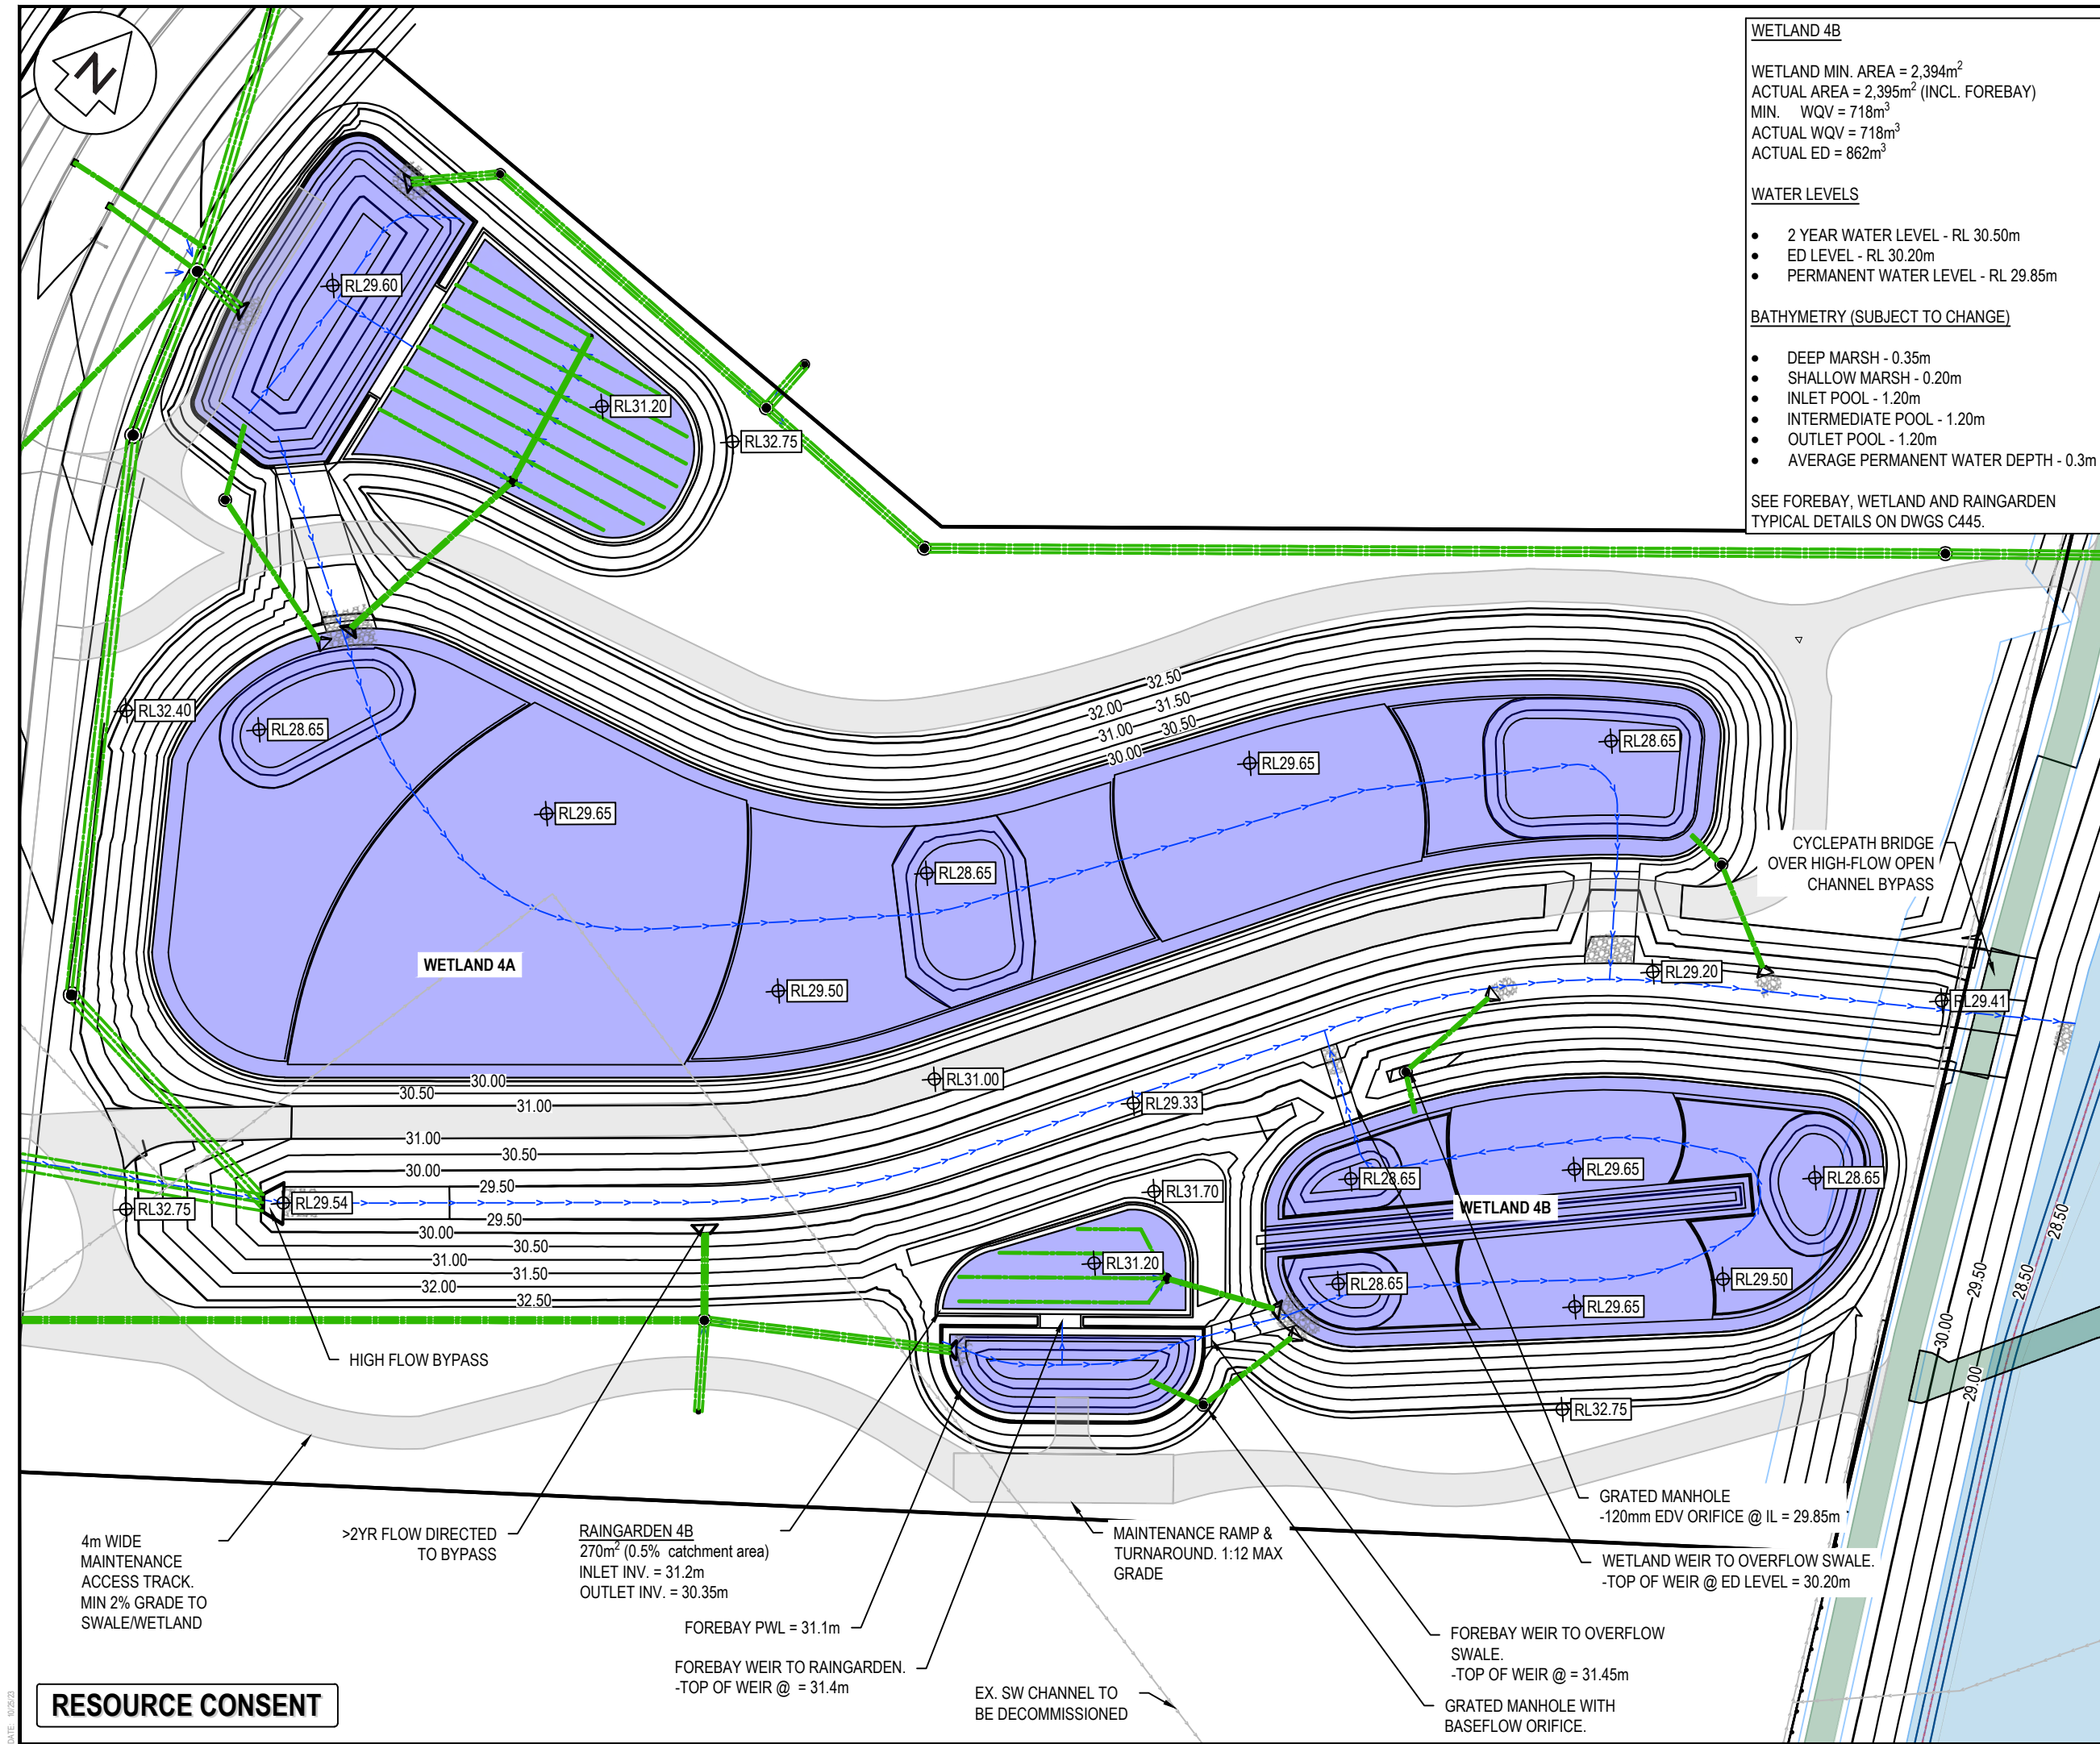 N
WETLAND 4B
WETLAND MIN. AREA = 2,394m²
ACTUAL AREA = 2,395m² (INCL. FOREBAY)
MIN. WQV = 718m³
ACTUAL WQV = 718m³
ACTUAL ED = 862m³
WATER LEVELS
• 2 YEAR WATER LEVEL - RL 30.50m
• ED LEVEL - RL 30.20m
• PERMANENT WATER LEVEL - RL 29.85m
BATHYMETRY (SUBJECT TO CHANGE)
• DEEP MARSH - 0.35m
• SHALLOW MARSH - 0.20m
• INLET POOL - 1.20m
• INTERMEDIATE POOL - 1.20m
• OUTLET POOL - 1.20m
• AVERAGE PERMANENT WATER DEPTH - 0.3m
SEE FOREBAY, WETLAND AND RAINGARDEN
TYPICAL DETAILS ON DWGS C445.
RL29.60
RL31.20
RL32.75
RL32.40
RL28.65
RL29.65
32.50
32.00
31.50
31.00
30.50
30.00
RL29.65
RL28.65
RL28.65
CYCLEPATH BRIDGE
OVER HIGH-FLOW OPEN
CHANNEL BYPASS
WETLAND 4A
RL29.50
RL29.20
RL29.41
30.00
30.50
31.00
RL31.00
RL29.33
31.00
30.50
30.00
29.50
RL29.54
RL32.75
29.50
30.00
30.50
31.00
31.50
32.00
32.50
RL31.70
RL31.20
RL28.65
RL29.65
RL28.65
WETLAND 4B
RL28.65
RL29.50
RL29.65
RL32.75
28.50
29.50
28.50
30.00
29.00
HIGH FLOW BYPASS
4m WIDE
MAINTENANCE
ACCESS TRACK.
MIN 2% GRADE TO
SWALE/WETLAND
>2YR FLOW DIRECTED
TO BYPASS
RAINGARDEN 4B
270m² (0.5% catchment area)
INLET INV. = 31.2m
OUTLET INV. = 30.35m
FOREBAY PWL = 31.1m
FOREBAY WEIR TO RAINGARDEN.
-TOP OF WEIR @ = 31.4m
EX. SW CHANNEL TO
BE DECOMMISSIONED
MAINTENANCE RAMP &
TURNAROUND. 1:12 MAX
GRADE
GRATED MANHOLE
-120mm EDV ORIFICE @ IL = 29.85m
WETLAND WEIR TO OVERFLOW SWALE.
-TOP OF WEIR @ ED LEVEL = 30.20m
FOREBAY WEIR TO OVERFLOW
SWALE.
-TOP OF WEIR @ = 31.45m
GRATED MANHOLE WITH
BASEFLOW ORIFICE.
RESOURCE CONSENT
DATE: 10/25/23